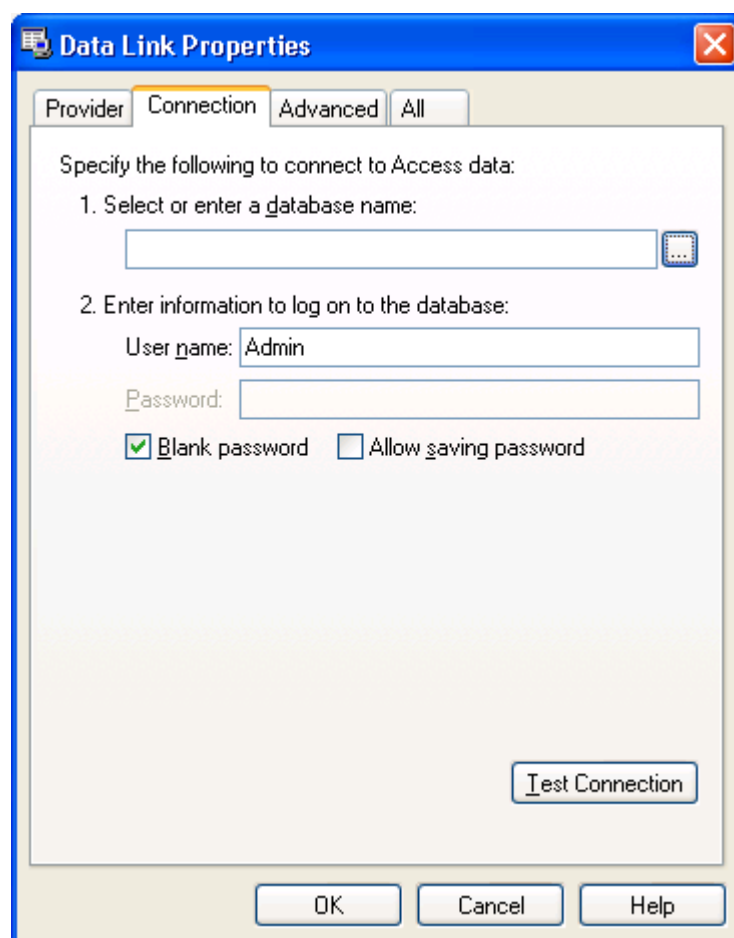 Data Link Properties
Provider Connection Advanced All
Specify the following to connect to Access data:
1. Select or enter a database name:
...
2. Enter information to log on to the database:
User name: Admin
Password:
Blank password Allow saving password
Test Connection
OK Cancel Help